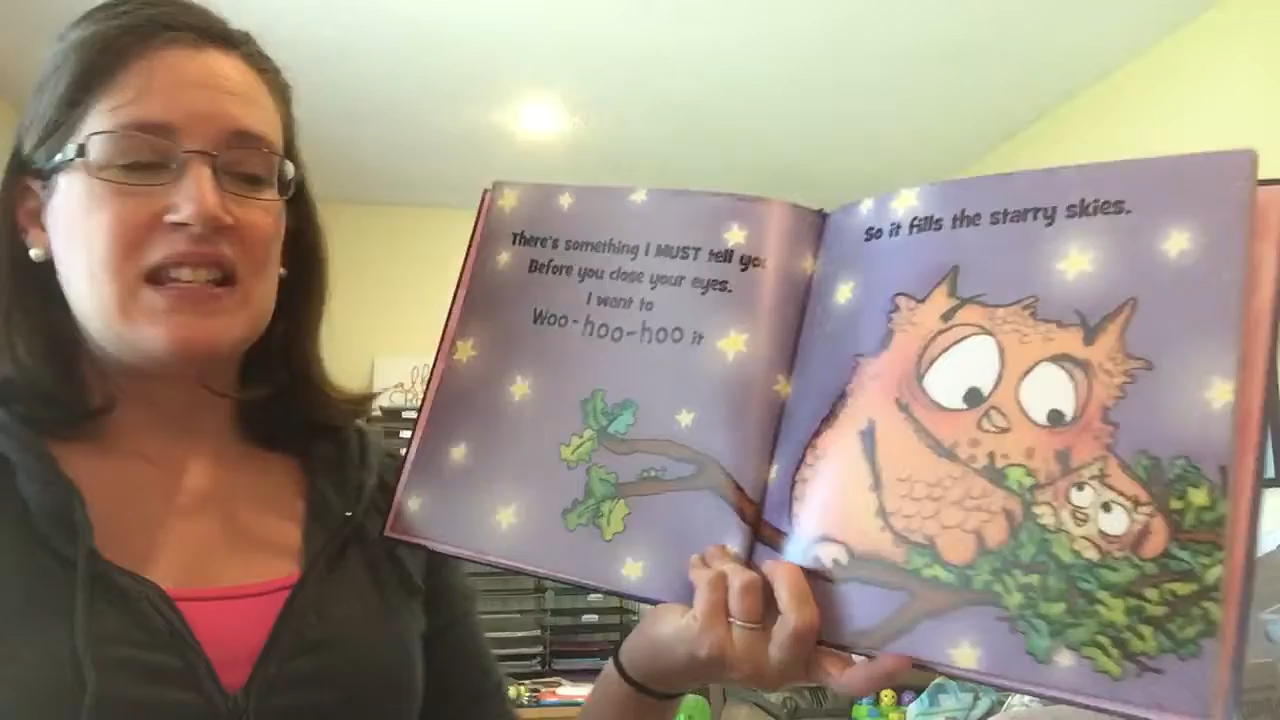 There's something I MUST tell you
Before you close your eyes.
I want to
Woo-hoo-hoo it
So it fills the starry skies.